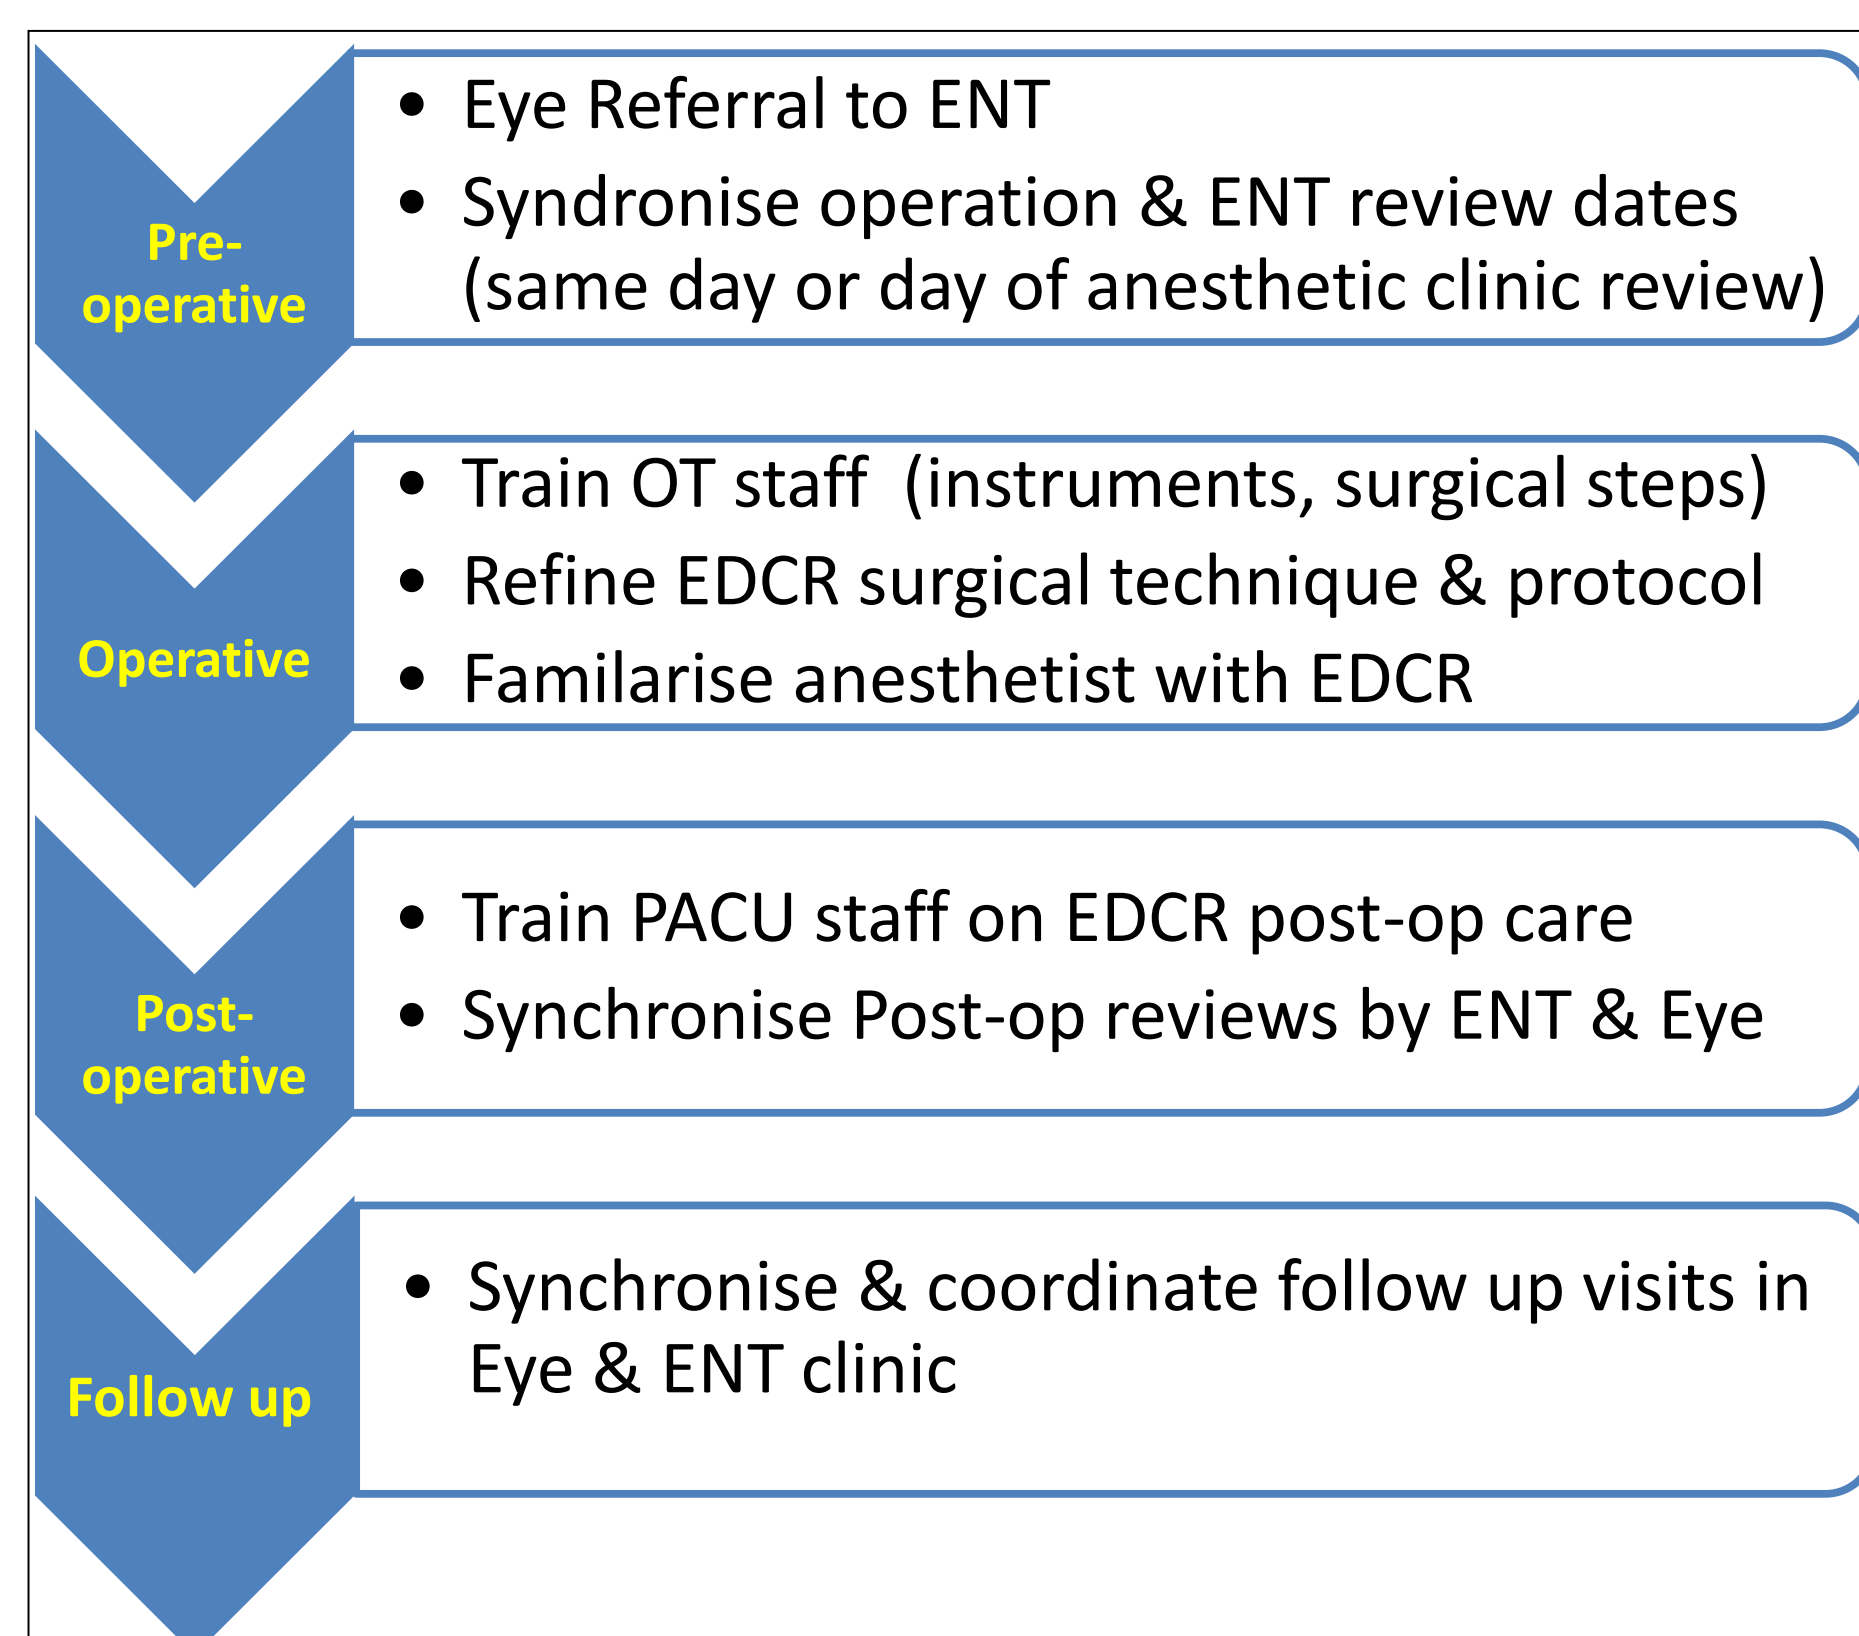 Pre-
operative
• Eye Referral to ENT
• Syndronise operation & ENT review dates
(same day or day of anesthetic clinic review)
Operative
• Train OT staff  (instruments, surgical steps)
• Refine EDCR surgical technique & protocol
• Familarise anesthetist with EDCR
Post-
operative
• Train PACU staff on EDCR post-op care
• Synchronise Post-op reviews by ENT & Eye
Follow up
• Synchronise & coordinate follow up visits in
Eye & ENT clinic